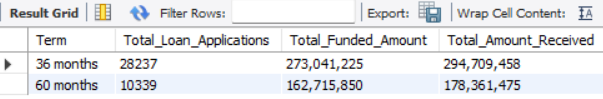 Result Grid Filter Rows: Export: Wrap Cell Content: IA
Term Total_Loan_Applications Total_Funded_Amount Total_Amount_Received
36 months 28237 273,041,225 294,709,458
60 months 10339 162,715,850 178,361,475